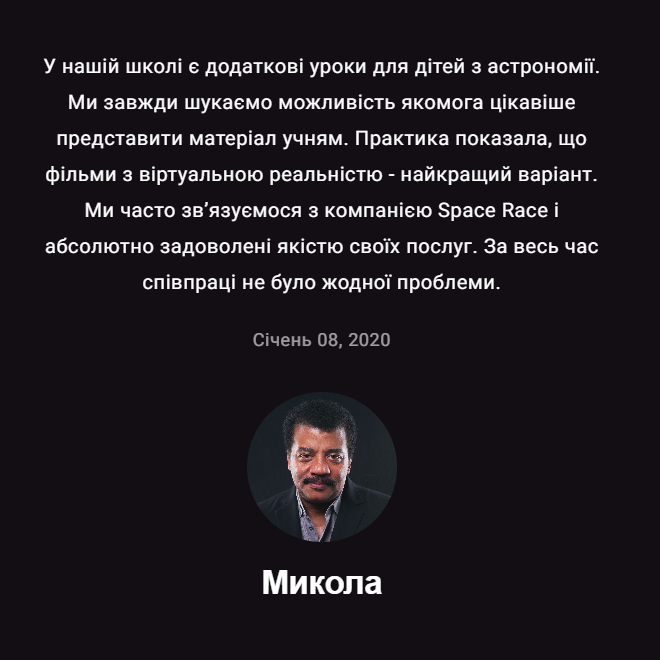 У нашій школі є додаткові уроки для дітей з астрономії.
Ми завжди шукаємо можливість якомога цікавіше
представити матеріал учням. Практика показала, що
фільми з віртуальною реальністю - найкращий варіант.
Ми часто зв’язуємося з компанією Space Race і
абсолютно задоволені якістю своїх послуг. За весь час
співпраці не було жодної проблеми.
Січень 08, 2020
Микола